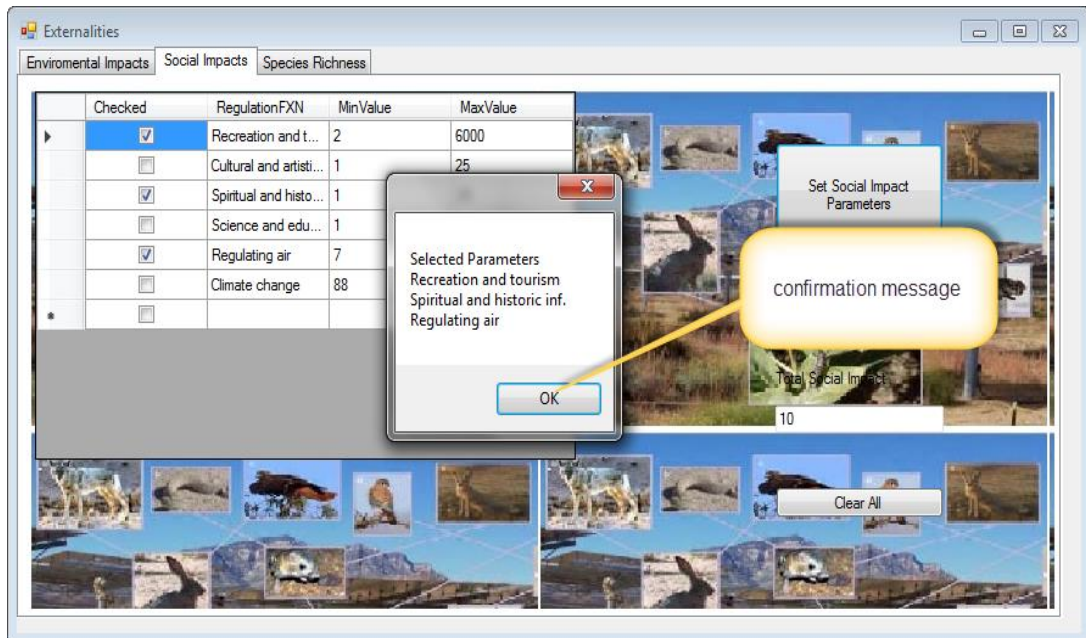 Externalities
Enviromental Impacts Social Impacts Species Richness
Checked RegulationFXN MinValue MaxValue
Recreation and t... 2 6000
Cultural and artisti... 1 25
Spiritual and histo... 1
Science and edu... 1
Regulating air 7
Climate change 88
Selected Parameters
Recreation and tourism
Spiritual and historic inf.
Regulating air
OK
Set Social Impact
Parameters
confirmation message
Total Social Impact
10
Clear All